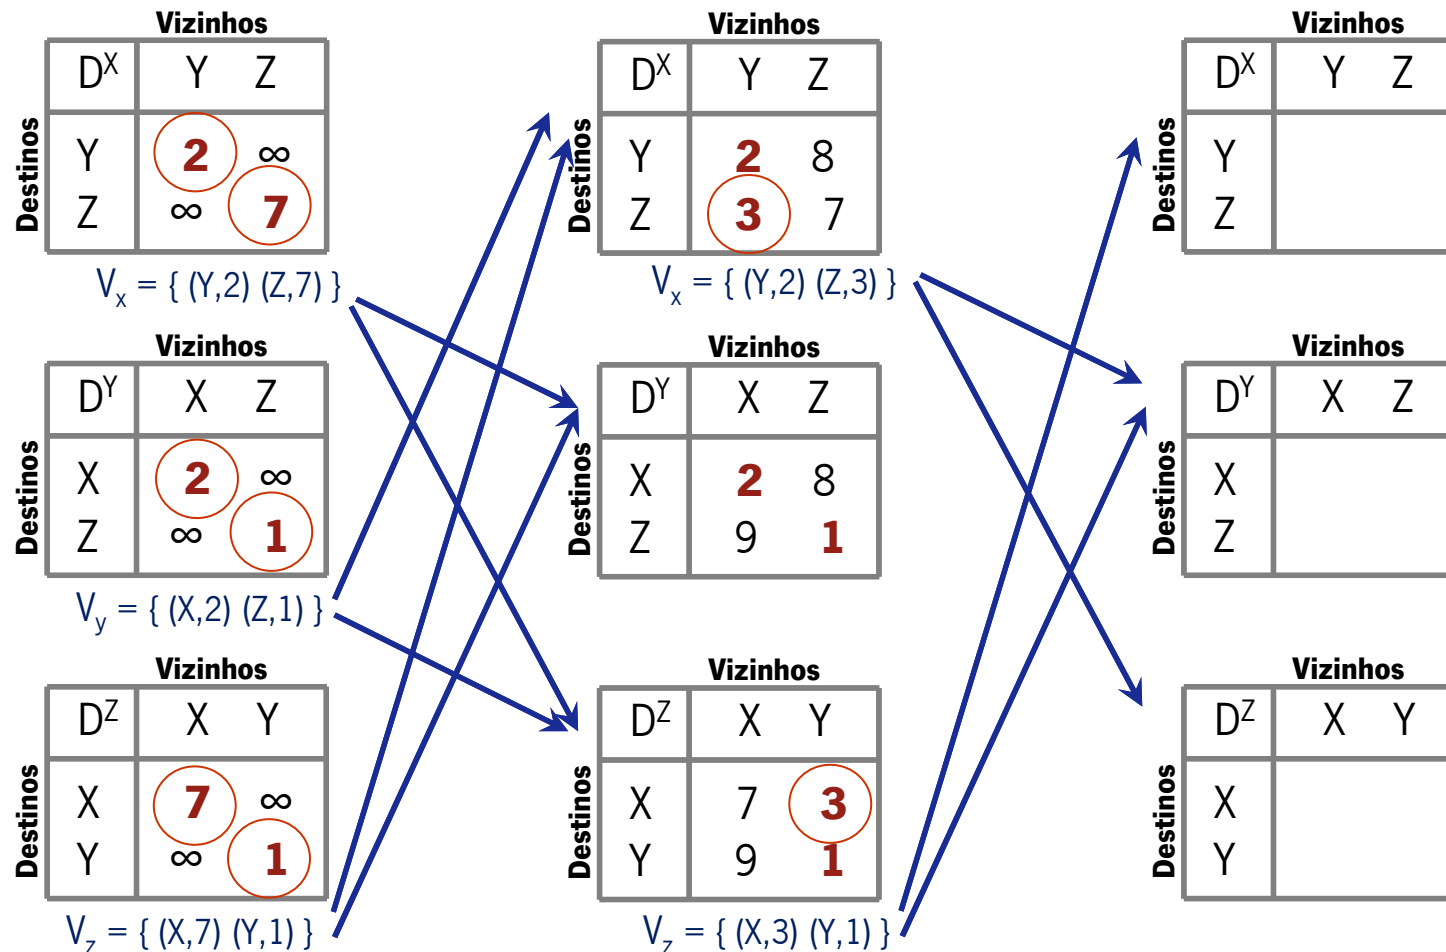 Vizinhos
D^X Y Z
Destinos
Y 2 ∞
Z ∞ 7
V_x = { (Y,2) (Z,7) }
Vizinhos
D^Y X Z
Destinos
X 2 ∞
Z ∞ 1
V_y = { (X,2) (Z,1) }
Vizinhos
D^Z X Y
Destinos
X 7 ∞
Y ∞ 1
V_z = { (X,7) (Y,1) }
Vizinhos
D^X Y Z
Destinos
Y 2 8
Z 3 7
V_x = { (Y,2) (Z,3) }
Vizinhos
D^Y X Z
Destinos
X 2 8
Z 9 1
Vizinhos
D^Z X Y
Destinos
X 7 3
Y 9 1
V_z = { (X,3) (Y,1) }
Vizinhos
D^X Y Z
Destinos
Y
Z
Vizinhos
D^Y X Z
Destinos
X
Z
Vizinhos
D^Z X Y
Destinos
X
Y